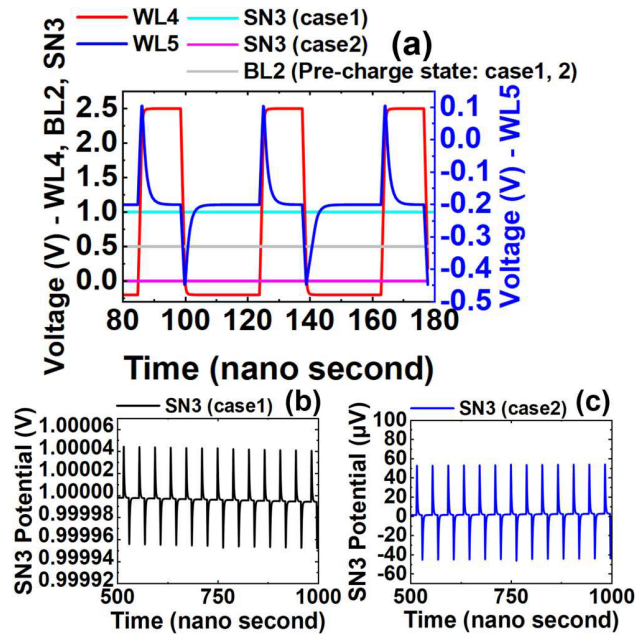 WL4 SN3 (case1)
WL5 SN3 (case2) (a)
BL2 (Pre-charge state: case1, 2)
Voltage (V) - WL4, BL2, SN3
2.5
2.0
1.5
1.0
0.5
0.0
0.1
0.0
-0.1
-0.2
-0.3
-0.4
-0.5
Voltage (V) - WL5
80 100 120 140 160 180
Time (nano second)
SN3 (case1) (b)
SN3 Potential (V)
1.00006
1.00004
1.00002
1.00000
0.99998
0.99996
0.99994
0.99992
500 750 1000
Time (nano second)
SN3 (case2) (c)
SN3 Potential (µV)
100
80
60
40
20
0
-20
-40
-60
500 750 1000
Time (nano second)